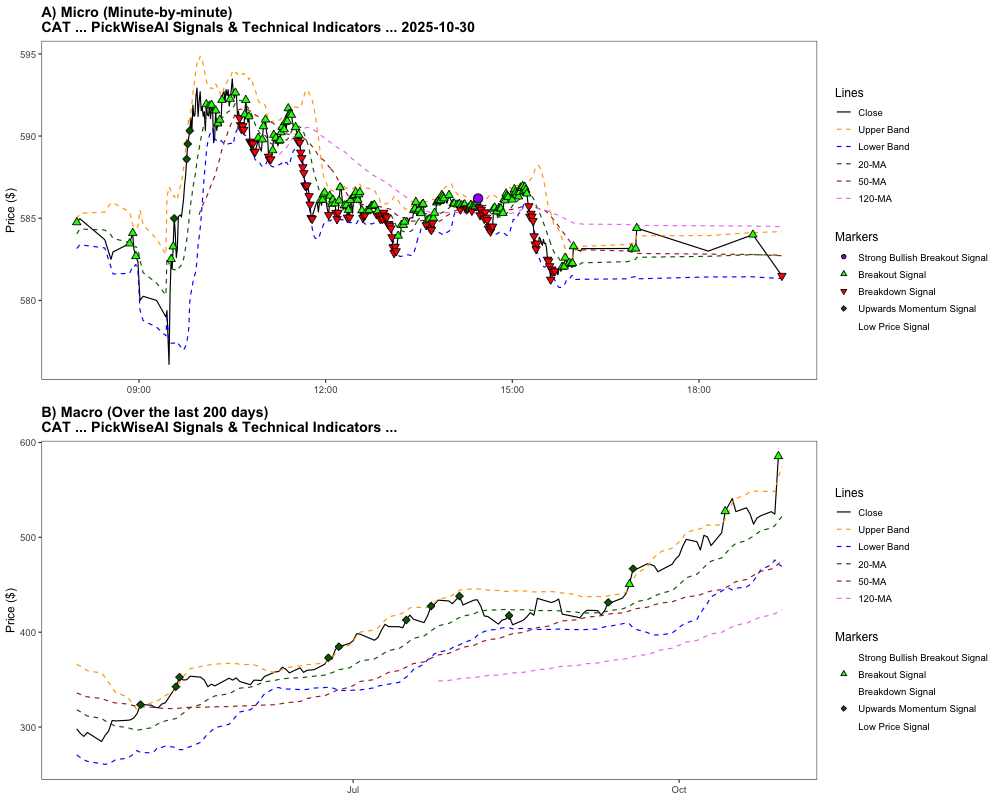 A) Micro (Minute-by-minute)
CAT ... PickWiseAI Signals & Technical Indicators ... 2025-10-30
Price ($)
595
590
585
580
09:00
12:00
15:00
18:00
Lines
Close
Upper Band
Lower Band
20-MA
50-MA
120-MA
Markers
Strong Bullish Breakout Signal
Breakout Signal
Breakdown Signal
Upwards Momentum Signal
Low Price Signal
B) Macro (Over the last 200 days)
CAT ... PickWiseAI Signals & Technical Indicators ...
Price ($)
600
500
400
300
Jul
Oct
Lines
Close
Upper Band
Lower Band
20-MA
50-MA
120-MA
Markers
Strong Bullish Breakout Signal
Breakout Signal
Breakdown Signal
Upwards Momentum Signal
Low Price Signal